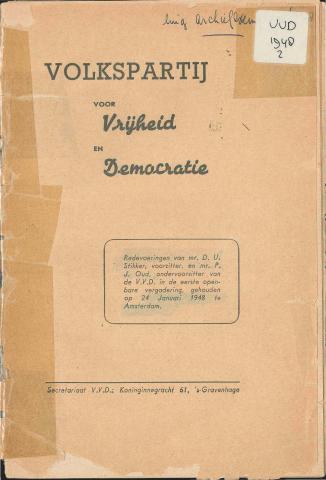 VVD
1948
2
VOLKSPARTIJ
VOOR
Vrijheid
EN
Democratie
Redevoeringen van mr. D. U.
Stikker, voorzitter, en mr. P.
J. Oud, ondervoorzitter van
de V.V.D. in de eerste open-
bare vergadering, gehouden
op 24 Januari 1948 te
Amsterdam.
Secretariaat V.V.D.; Koninginnegracht 61, 's-Gravenhage